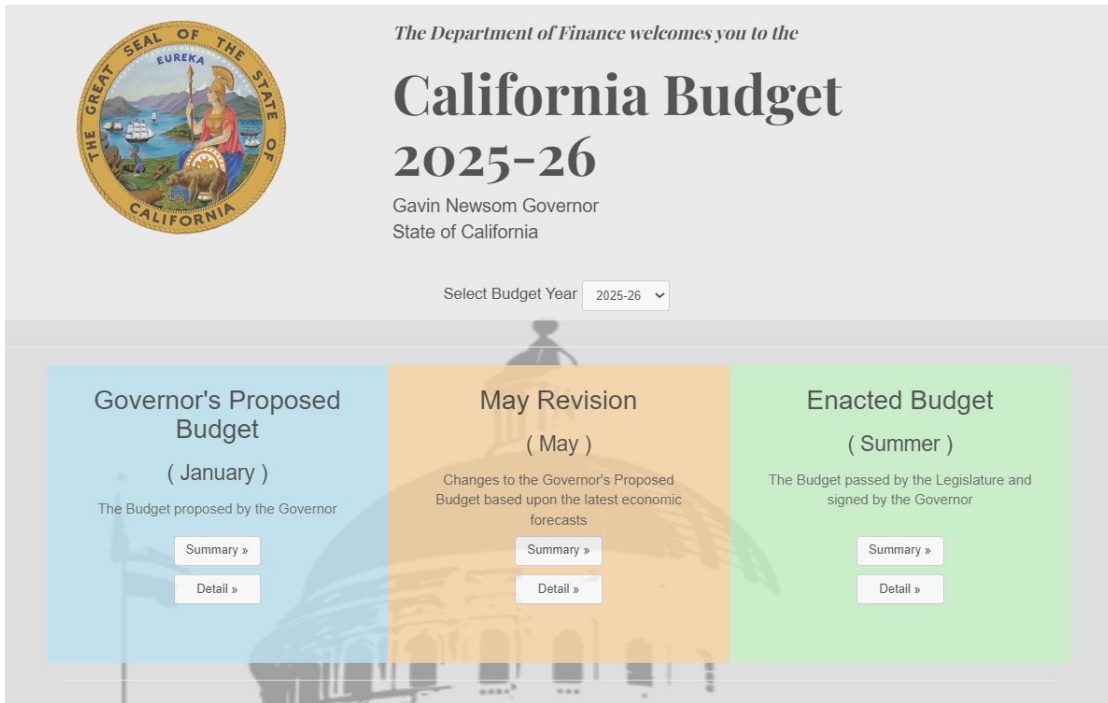 THE GREAT SEAL OF THE STATE OF CALIFORNIA
EUREKA
The Department of Finance welcomes you to the
California Budget
2025-26
Gavin Newsom Governor
State of California
Select Budget Year 2025-26
Governor's Proposed
Budget
( January )
The Budget proposed by the Governor
Summary »
Detail »
May Revision
( May )
Changes to the Governor's Proposed
Budget based upon the latest economic
forecasts
Summary »
Detail »
Enacted Budget
( Summer )
The Budget passed by the Legislature and
signed by the Governor
Summary »
Detail »